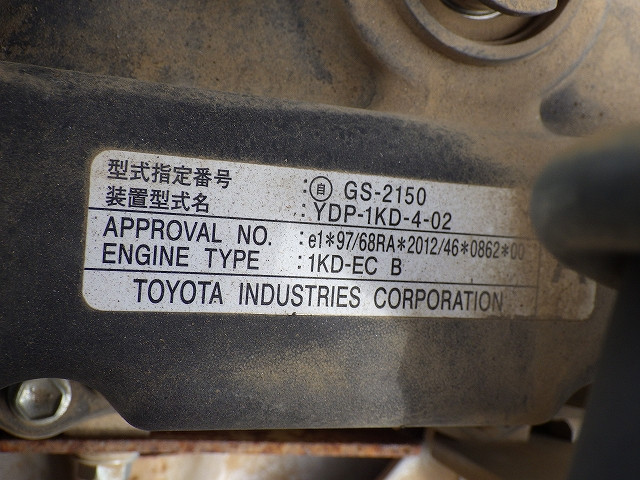 型式指定番号 :㉂ GS-2150
装置型式名 : YDP-1KD-4-02
APPROVAL NO. : e1*97/68RA*2012/46*0862*00
ENGINE TYPE : 1KD-EC B
TOYOTA INDUSTRIES CORPORATION